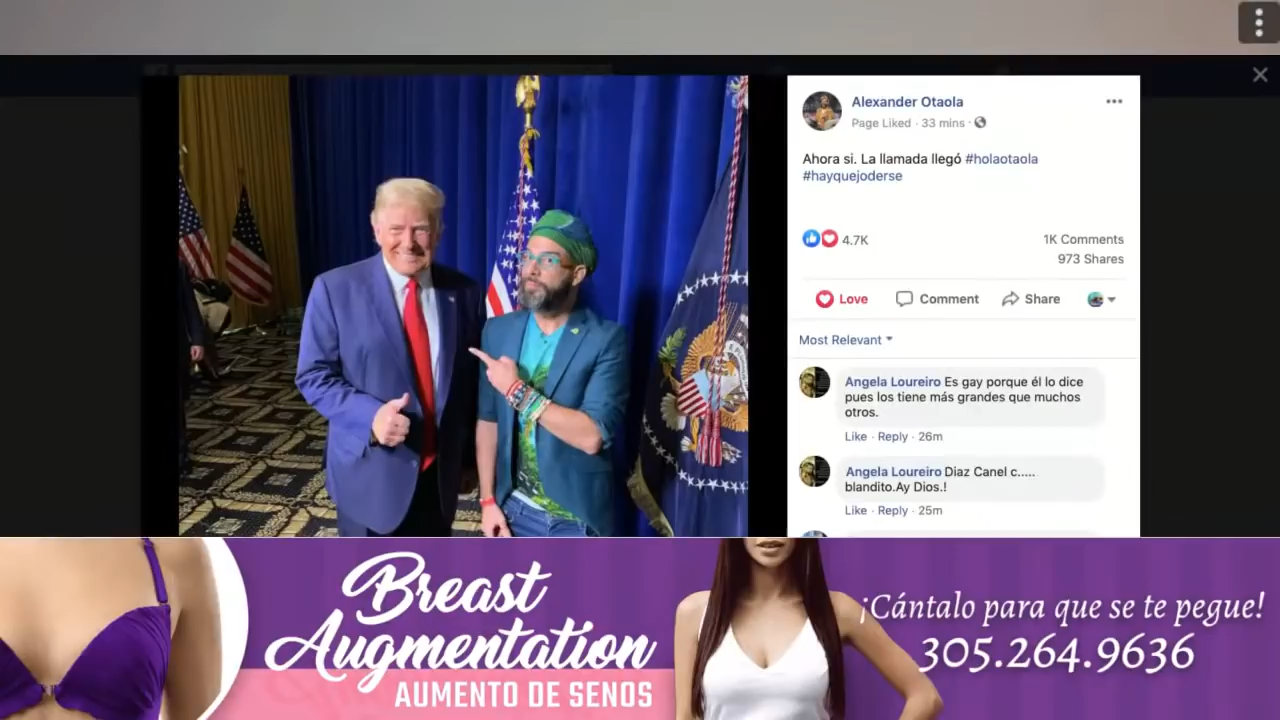 Alexander Otaola
Page Liked · 33 mins ·
Ahora si. La llamada llegó #holaotaola
#hayquejoderse
4.7K
1K Comments
973 Shares
Love
Comment
Share
Most Relevant
Angela Loureiro Es gay porque él lo dice
pues los tiene más grandes que muchos
otros.
Like · Reply · 26m
Angela Loureiro Diaz Canel c.....
blandito.Ay Dios.!
Like · Reply · 25m
Breast
Augmentation
AUMENTO DE SENOS
¡Cántalo para que se te pegue!
305.264.9636